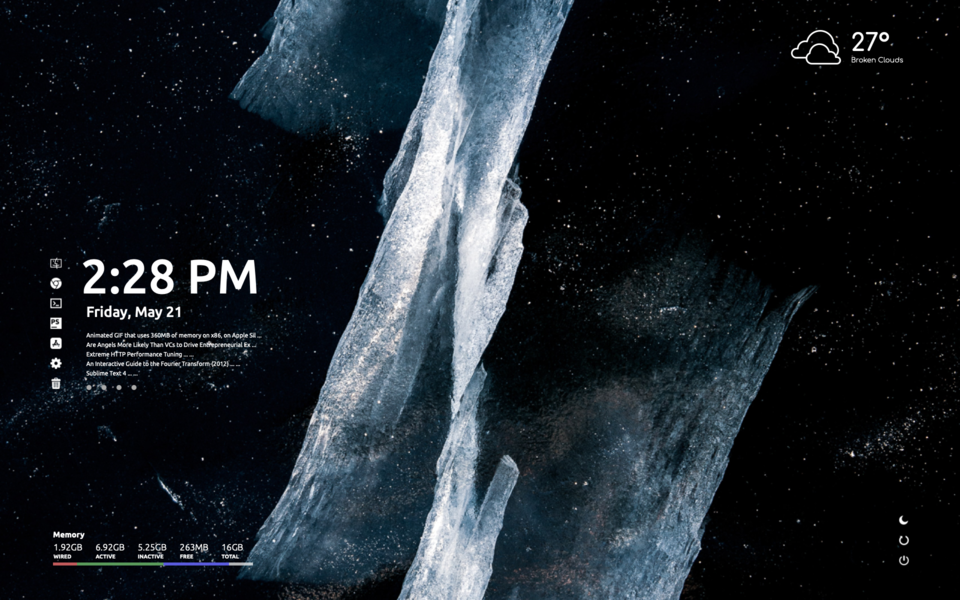 27°
Broken Clouds
2:28 PM
Friday, May 21
Animated GIF that uses 360MB of memory on x86, on Apple Sil ...
Are Angels More Likely Than VCs to Drive Entrepreneurial Ex ...
Extreme HTTP Performance Tuning ... ...
An Interactive Guide to the Fourier Transform (2012) ... ...
Sublime Text 4 ... ...
PS
Memory
1.92GB 6.92GB 5.25GB 263MB 16GB
WIRED ACTIVE INACTIVE FREE TOTAL